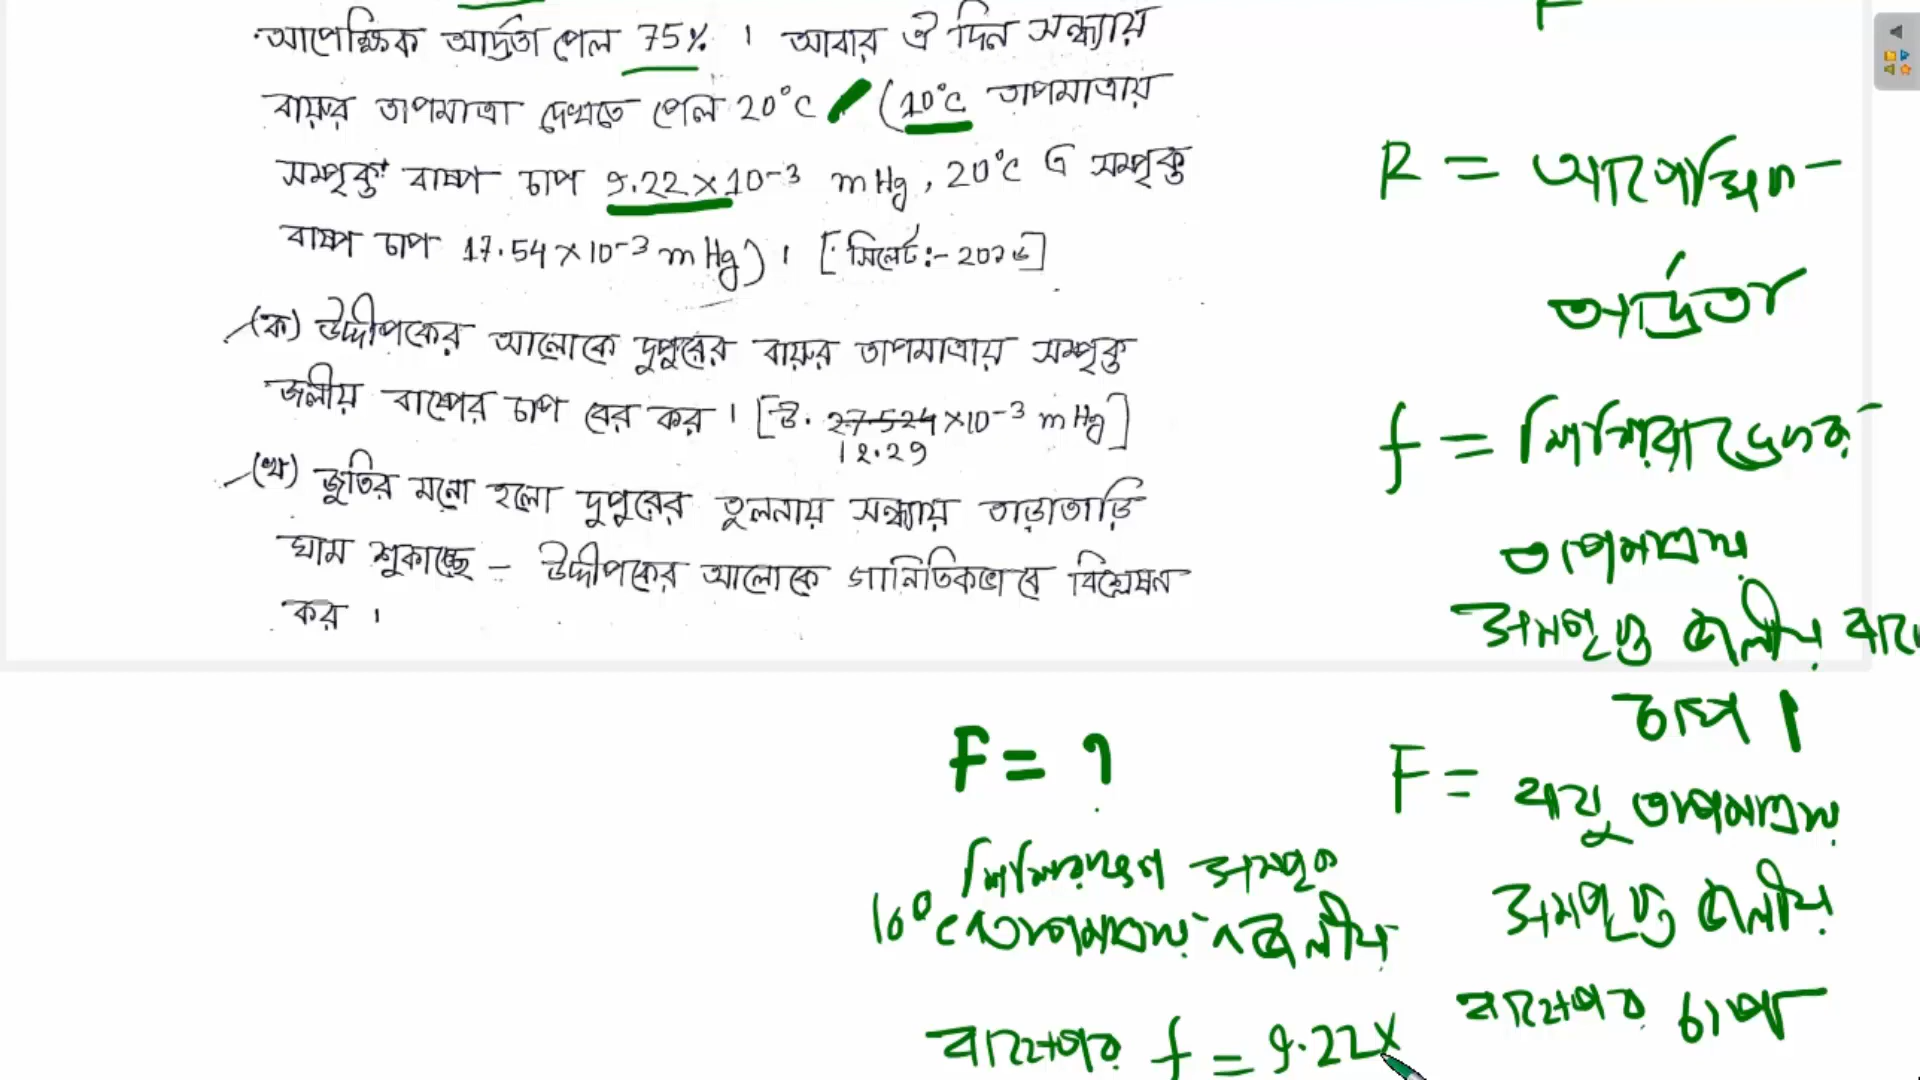 আপেক্ষিক আর্দ্রতা পেল 75% । আবার ঐ দিন সন্ধ্যায়
বায়ুর তাপমাত্রা দেখতে পেল 20°C (10°C তাপমাত্রায়
সম্পৃক্ত বাষ্প চাপ 9.22×10-3 mHg, 20°C এ সম্পৃক্ত
বাষ্প চাপ 17.54×10-3 mHg) । [সিলেট:-
(ক) উদ্দীপকের আলোকে দুপুরের বায়ুর তাপমাত্রায় সম্পৃক্ত
জলীয় বাষ্পের চাপ বের কর । [উ. 27.524×10-3 mHg]
12.29
(খ) জুতির মনে হলো দুপুরের তুলনায় সন্ধ্যায় তাড়াতাড়ি
ঘাম শুকাচ্ছে – উদ্দীপকের আলোকে গানিতিকভাবে বিশ্লেষন
কর ।
F = ?
শিশিরাঙ্কে সম্পৃক্ত
10°C তাপমাত্রায় জলীয়
বাষ্পের f = 9.22×
F
R = আপেক্ষিক
আর্দ্রতা
f = শিশিরাঙ্কের
তাপমাত্রায়
সম্পৃক্ত জলীয়
চাপ ।
F = বায়ু তাপমাত্রায়
সম্পৃক্ত জলীয়
বাষ্পের চাপ